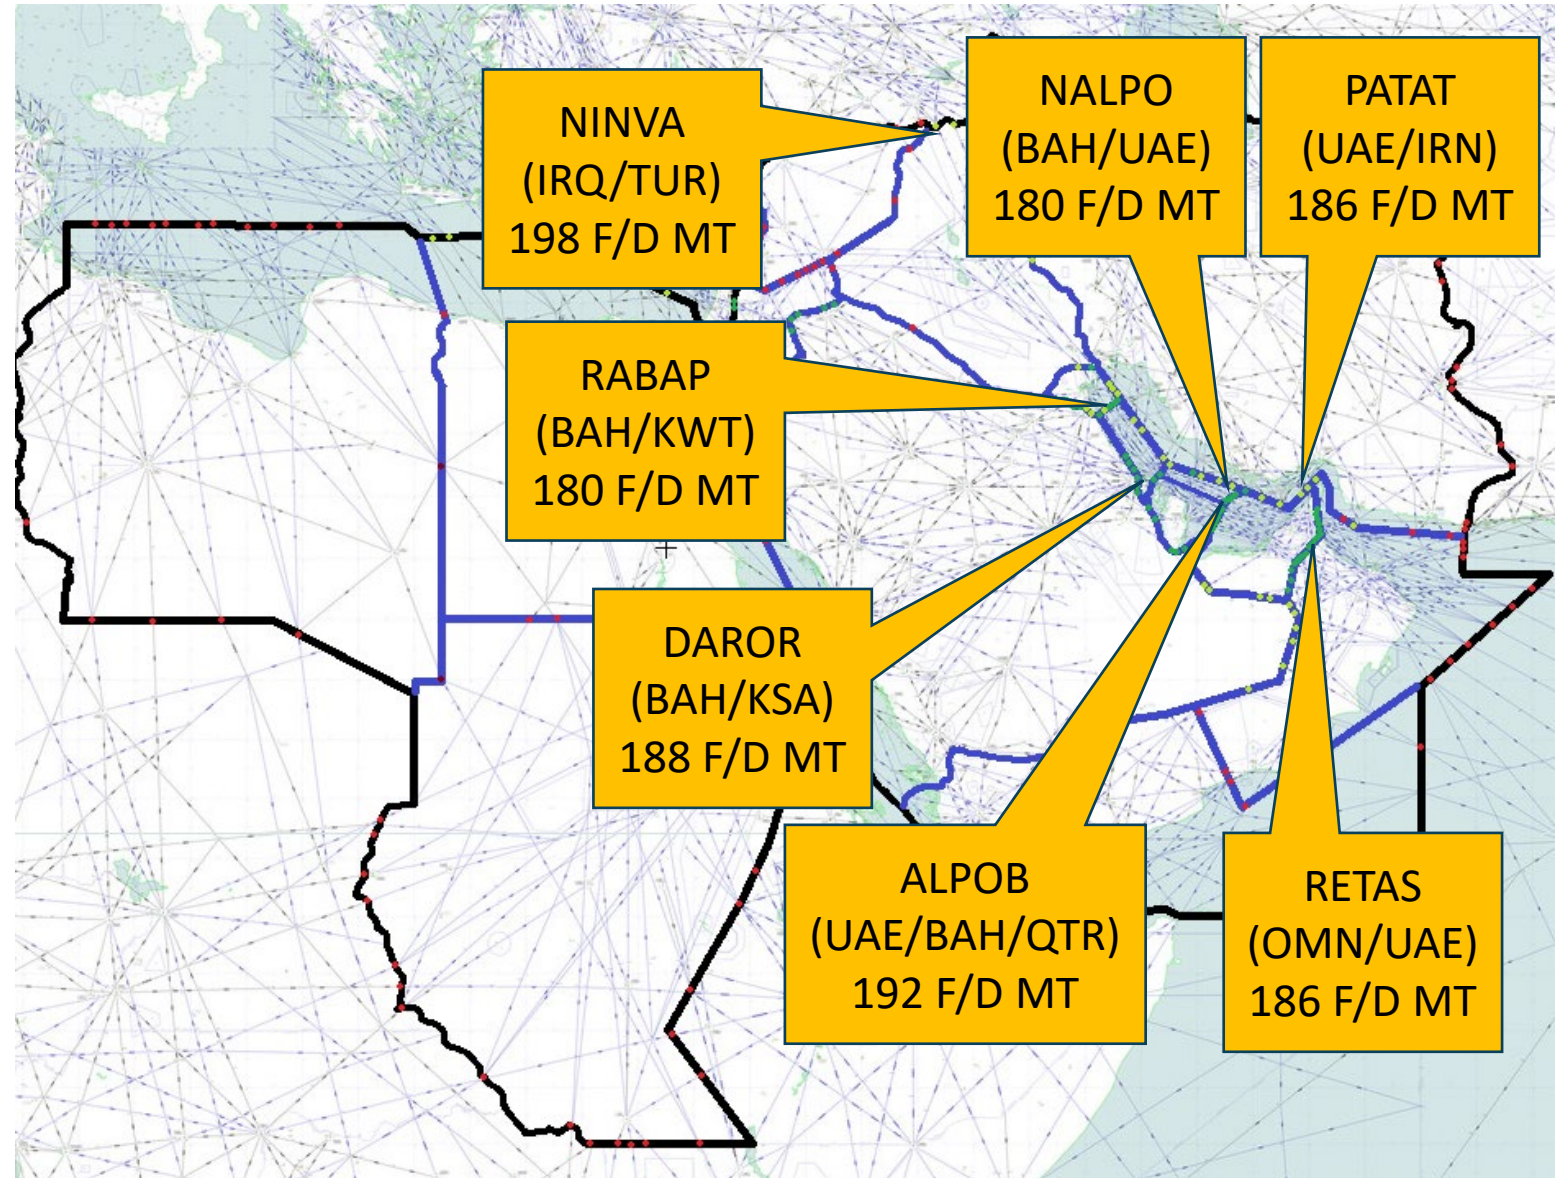 NINVA
(IRQ/TUR)
198 F/D MT
NALPO
(BAH/UAE)
180 F/D MT
PATAT
(UAE/IRN)
186 F/D MT
RABAP
(BAH/KWT)
180 F/D MT
DAROR
(BAH/KSA)
188 F/D MT
ALPOB
(UAE/BAH/QTR)
192 F/D MT
RETAS
(OMN/UAE)
186 F/D MT